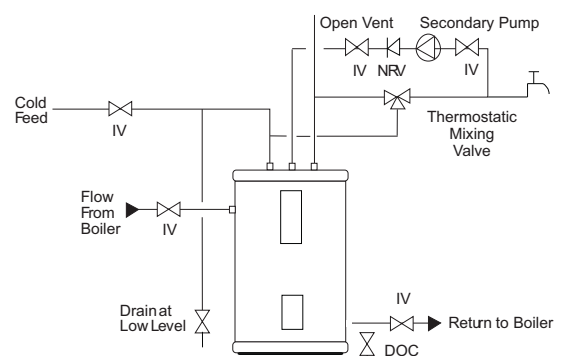 Open Vent
Secondary Pump
IV
NRV
IV
Cold
Feed
IV
Thermostatic
Mixing
Valve
Flow
From
Boiler
IV
Drain at
Low Level
IV
Return to Boiler
DOC